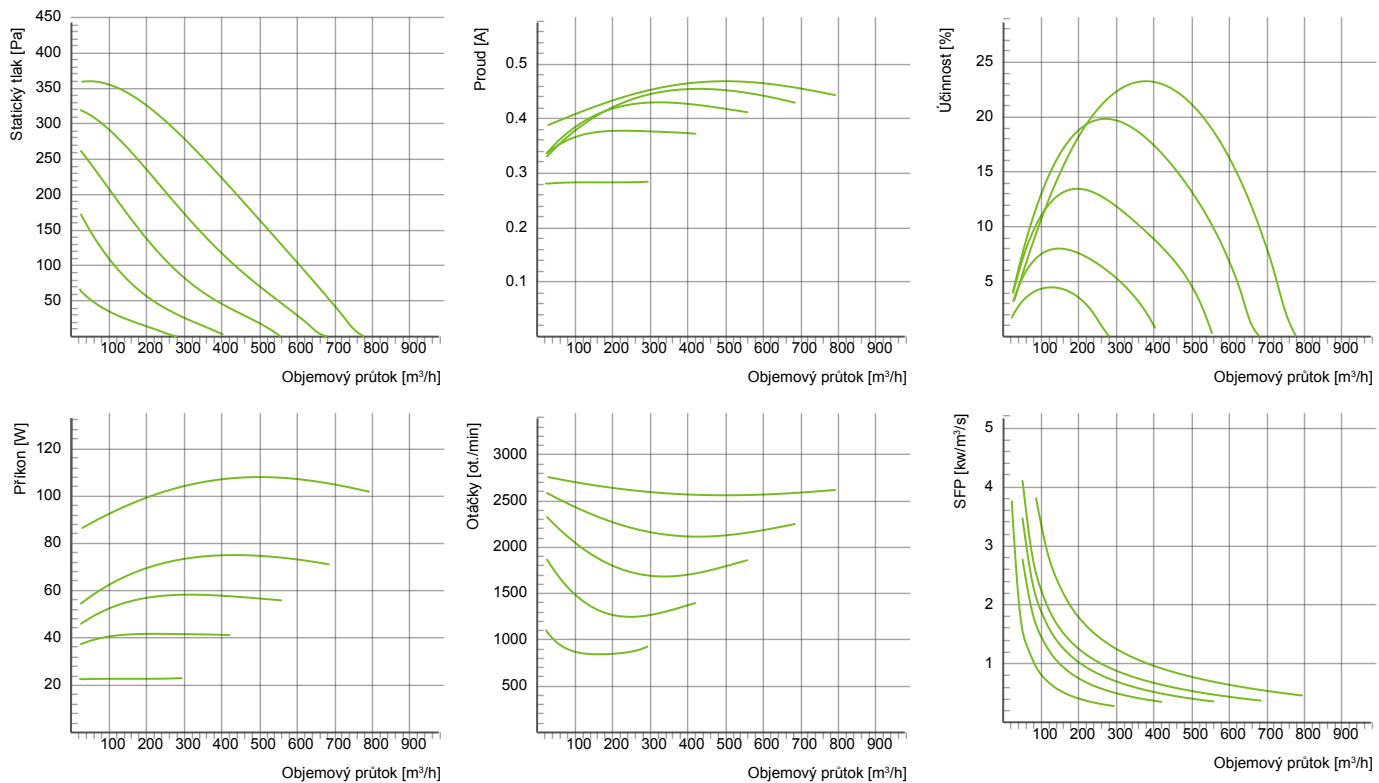 Statický tlak [Pa]
450
400
350
300
250
200
150
100
50
100 200 300 400 500 600 700 800 900
Objemový průtok [m³/h]
Proud [A]
0.5
0.4
0.3
0.2
0.1
100 200 300 400 500 600 700 800 900
Objemový průtok [m³/h]
Účinnost [%]
25
20
15
10
5
100 200 300 400 500 600 700 800 900
Objemový průtok [m³/h]
Příkon [W]
120
100
80
60
40
20
100 200 300 400 500 600 700 800 900
Objemový průtok [m³/h]
Otáčky [ot./min]
3000
2500
2000
1500
1000
500
100 200 300 400 500 600 700 800 900
Objemový průtok [m³/h]
SFP [kw/m³/s]
5
4
3
2
1
100 200 300 400 500 600 700 800 900
Objemový průtok [m³/h]